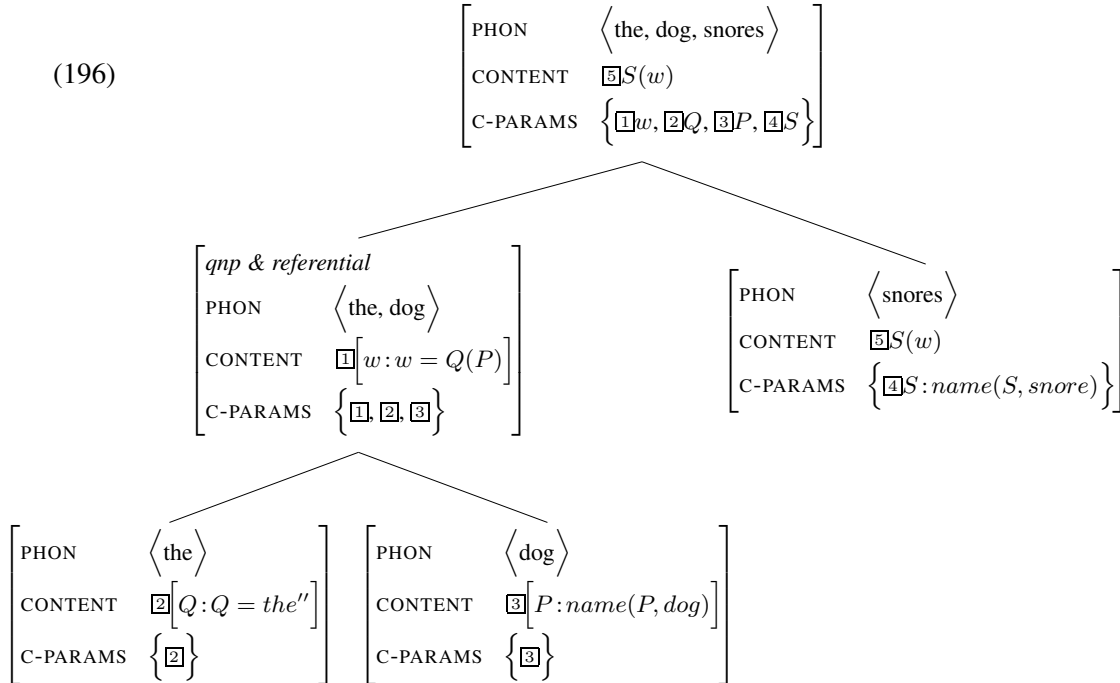 (196)
PHON ⟨the, dog, snores⟩
CONTENT [5]S(w)
C-PARAMS {[1]w, [2]Q, [3]P, [4]S}
qnp & referential
PHON ⟨the, dog⟩
CONTENT [1][w : w = Q(P)]
C-PARAMS {[1], [2], [3]}
PHON ⟨snores⟩
CONTENT [5]S(w)
C-PARAMS {[4]S : name(S, snore)}
PHON ⟨the⟩
CONTENT [2][Q : Q = the′′]
C-PARAMS {[2]}
PHON ⟨dog⟩
CONTENT [3][P : name(P, dog)]
C-PARAMS {[3]}